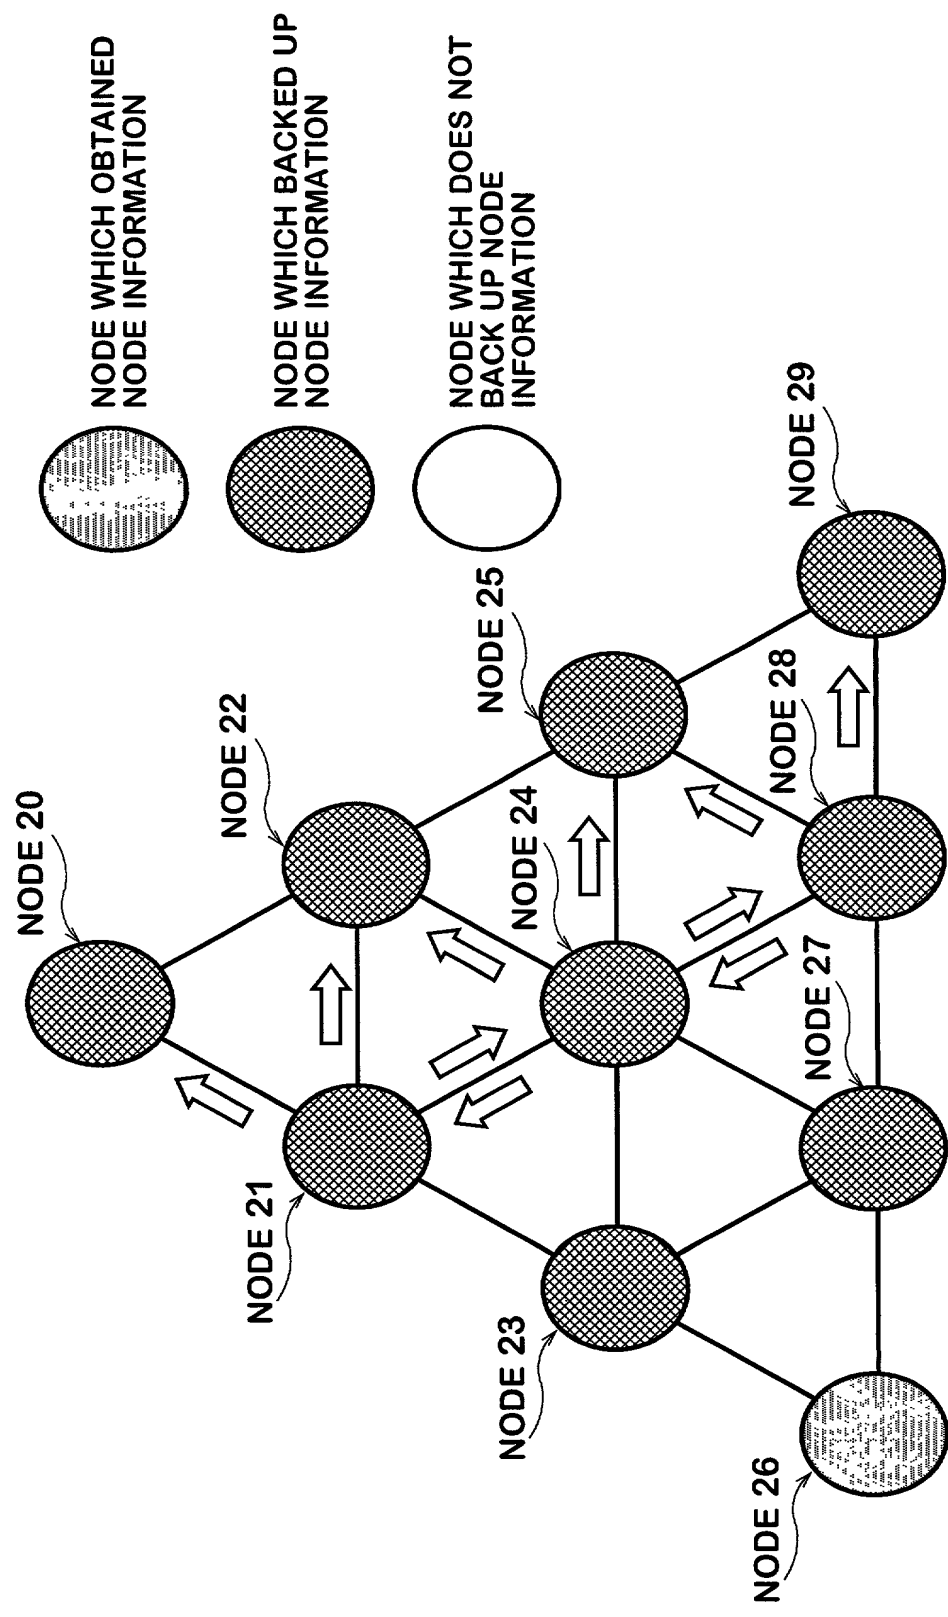 NODE WHICH OBTAINED
NODE INFORMATION
NODE WHICH BACKED UP
NODE INFORMATION
NODE WHICH DOES NOT
BACK UP NODE
INFORMATION
NODE 20
NODE 21
NODE 22
NODE 23
NODE 24
NODE 25
NODE 26
NODE 27
NODE 28
NODE 29